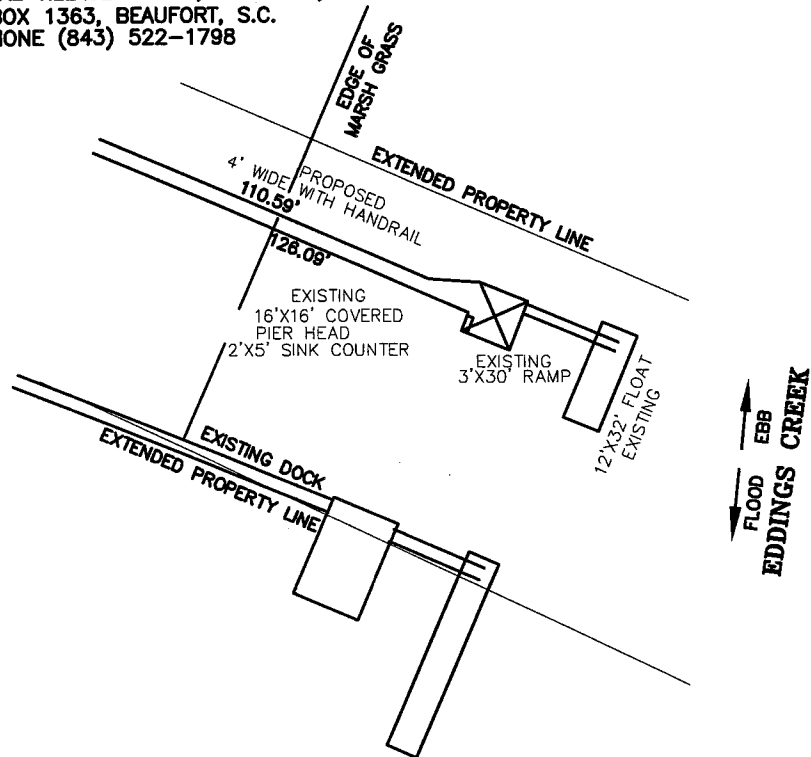 BOX 1363, BEAUFORT, S.C.
PHONE (843) 522-1798
EDGE OF
MARSH GRASS
EXTENDED PROPERTY LINE
PROPOSED
4' WIDE WITH HANDRAIL
110.59'
126.09'
EXISTING
16'X16' COVERED
PIER HEAD
2'X5' SINK COUNTER
EXISTING
3'X30' RAMP
12'X32' FLOAT
EXISTING
EXISTING DOCK
EXTENDED PROPERTY LINE
FLOOD EBB
EDDINGS CREEK